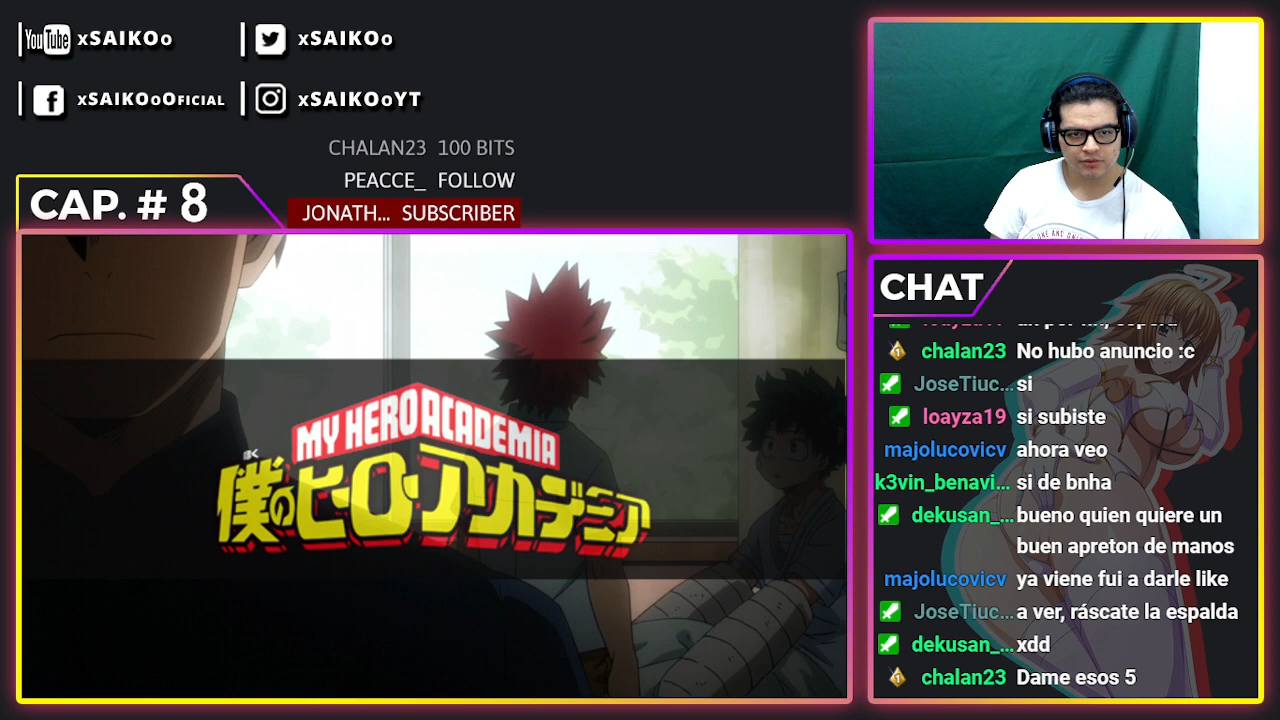 YouTube xSAIKOo
xSAIKOo
xSAIKOoOficial
xSAIKOoYT
CHALAN23 100 BITS
PEACCE_ FOLLOW
JONATH... SUBSCRIBER
CAP. # 8
MY HERO ACADEMIA
ぼく
僕のヒーローアカデミア
CHAT
chalan23 No hubo anuncio :c
JoseTiuc... si
loayza19 si subiste
majolucovicv ahora veo
k3vin_benavi... si de bnha
dekusan_... bueno quien quiere un
buen apreton de manos
majolucovicv ya viene fui a darle like
JoseTiuc... a ver, ráscate la espalda
dekusan_... xdd
chalan23 Dame esos 5